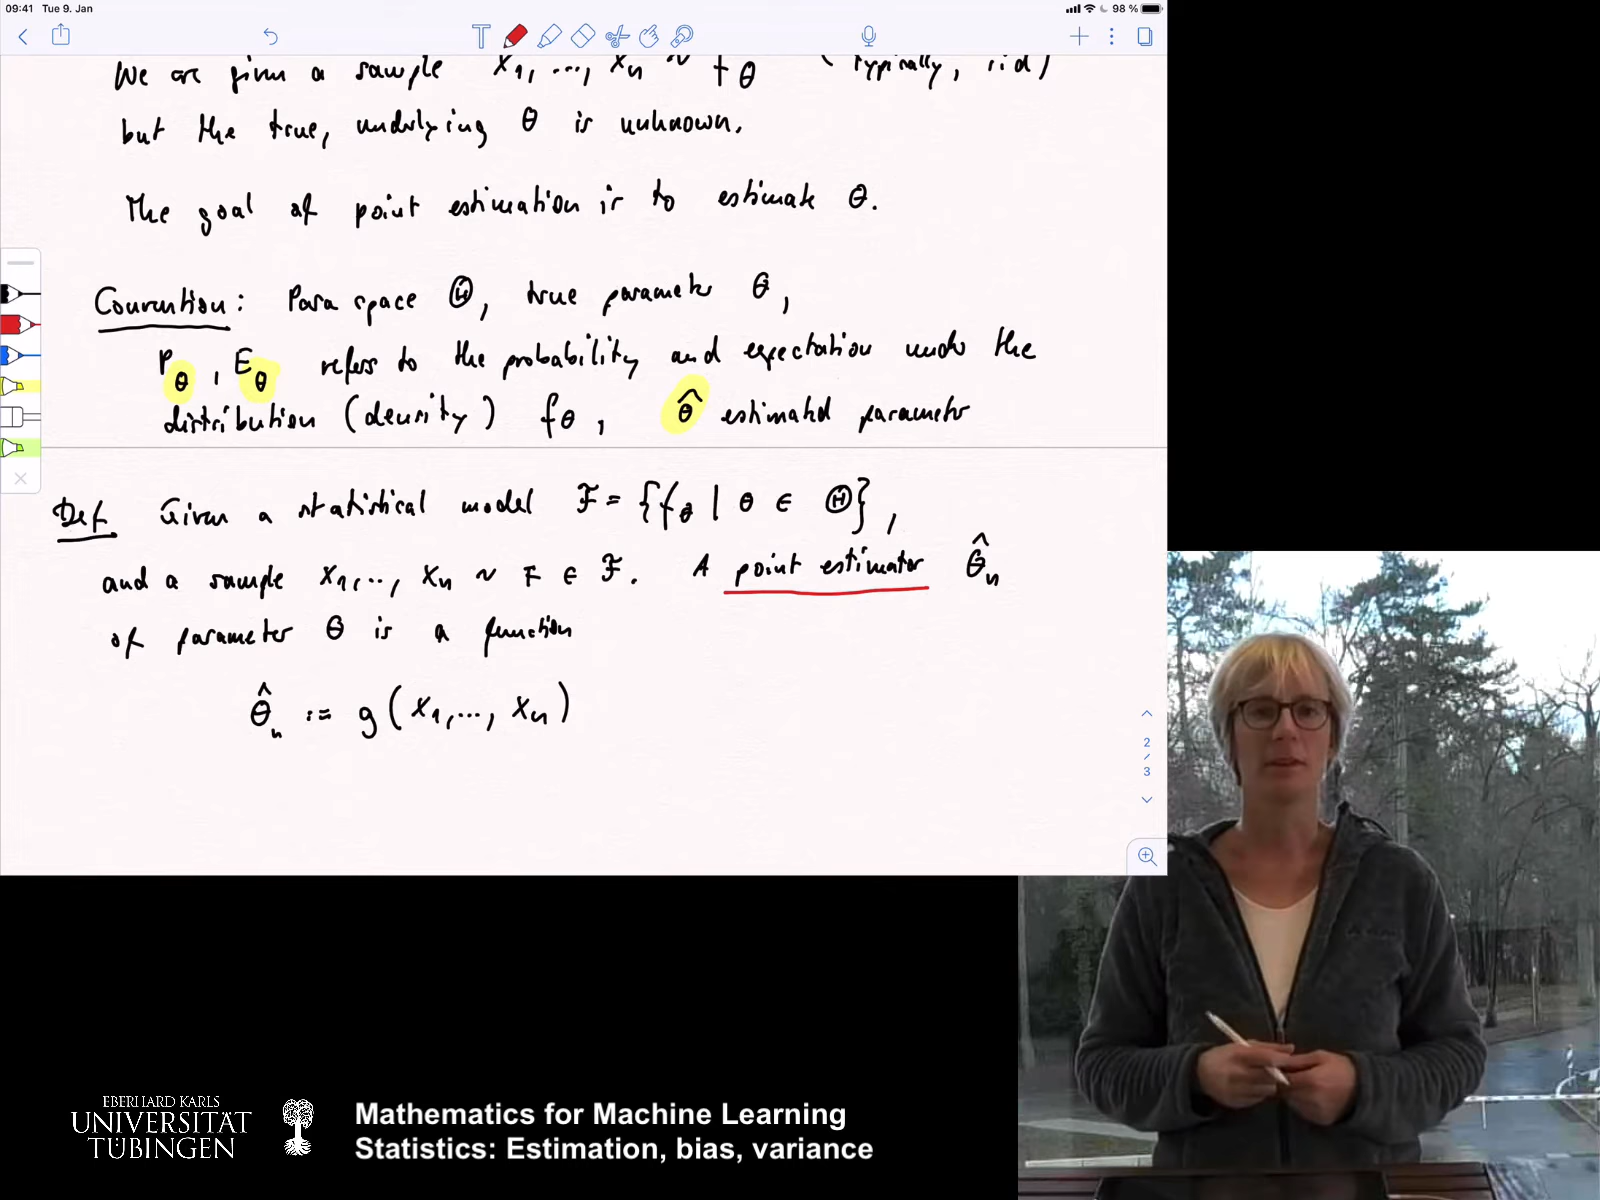 09:41 Tue 9. Jan
98 %
We are given a sample X1, ..., Xn ~ fθ (typically, iid)
but the true, underlying θ is unknown.
The goal of point estimation is to estimate θ.
Convention: Para space Θ, true parameter θ,
Pθ, Eθ refers to the probability and expectation under the
distribution (density) fθ, θ̂ estimated parameter
Def Given a statistical model ℱ = {fθ | θ ∈ Θ},
and a sample X1,.., Xn ~ F ∈ ℱ. A point estimator θ̂n
of parameter θ is a function
θ̂n := g(X1,..., Xn)
2
/
3
EBERHARD KARLS
UNIVERSITÄT
TÜBINGEN
Mathematics for Machine Learning
Statistics: Estimation, bias, variance